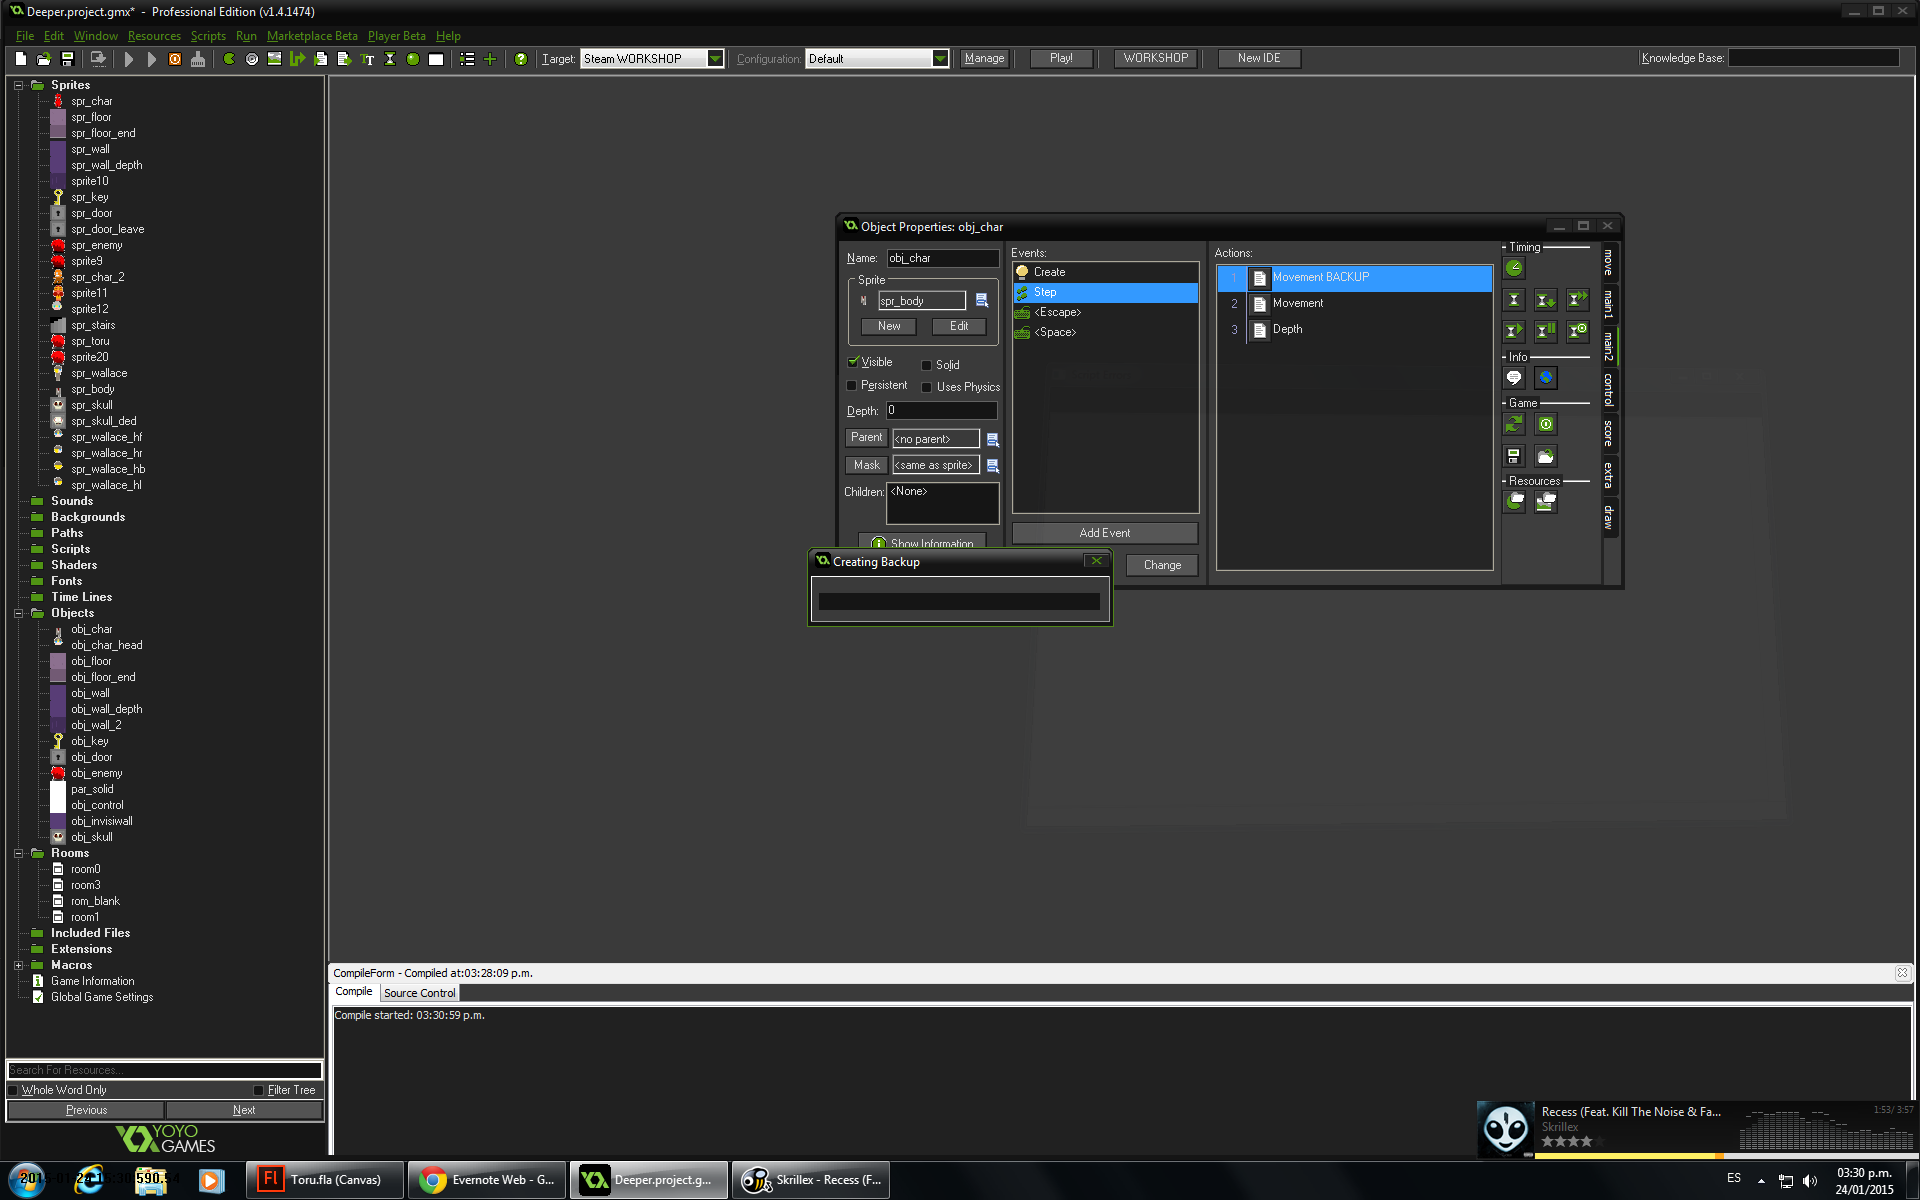 Deeper.project.gmx* - Professional Edition (v1.4.1474)
File Edit Window Resources Scripts Run Marketplace Beta Player Beta Help
Target: Steam WORKSHOP Configuration: Default Manage Play! WORKSHOP New IDE Knowledge Base:
Sprites
spr_char
spr_floor
spr_floor_end
spr_wall
spr_wall_depth
sprite10
spr_key
spr_door
spr_door_leave
spr_enemy
sprite9
spr_char_2
sprite11
sprite12
spr_stairs
spr_toru
sprite20
spr_wallace
spr_body
spr_skull
spr_skull_ded
spr_wallace_hf
spr_wallace_hr
spr_wallace_hb
spr_wallace_hl
Sounds
Backgrounds
Paths
Scripts
Shaders
Fonts
Time Lines
Objects
obj_char
obj_char_head
obj_floor
obj_floor_end
obj_wall
obj_wall_depth
obj_wall_2
obj_key
obj_door
obj_enemy
par_solid
obj_control
obj_invisiwall
obj_skull
Rooms
room0
room3
rom_blank
room1
Included Files
Extensions
Macros
Game Information
Global Game Settings
Search For Resources...
Whole Word Only Filter Tree
Previous Next
YOYO GAMES
Object Properties: obj_char
Name: obj_char
Sprite
spr_body
New Edit
Visible Solid
Persistent Uses Physics
Depth: 0
Parent <no parent>
Mask <same as sprite>
Children: <None>
Show Information
Events:
Create
Step
<Escape>
<Space>
Add Event
Change
Actions:
1 Movement BACKUP
2 Movement
3 Depth
Timing
Info
Game
Resources
move
main1
main2
control
score
extra
draw
Creating Backup
CompileForm - Compiled at:03:28:09 p.m.
Compile Source Control
Compile started: 03:30:59 p.m.
Recess (Feat. Kill The Noise & Fa... 1:53/ 3:57
Skrillex
Toru.fla (Canvas)
Evernote Web - G...
Deeper.project.g...
Skrillex - Recess (F...
ES
03:30 p.m.
24/01/2015